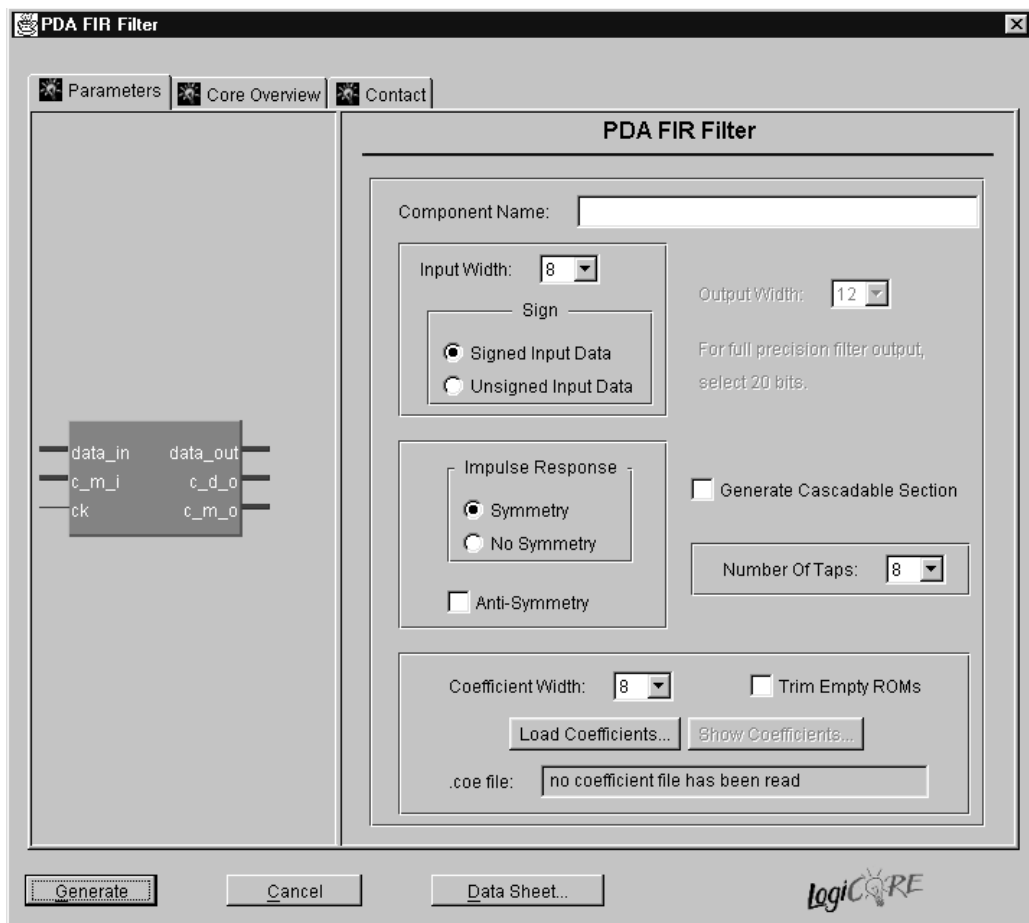 PDA FIR Filter
Parameters
Core Overview
Contact
PDA FIR Filter
Component Name:
Input Width: 8
Sign
Signed Input Data
Unsigned Input Data
Output Width: 12
For full precision filter output,
select 20 bits.
data_in data_out
c_m_i c_d_o
ck c_m_o
Impulse Response
Symmetry
No Symmetry
Anti-Symmetry
Generate Cascadable Section
Number Of Taps: 8
Coefficient Width: 8
Trim Empty ROMs
Load Coefficients...
Show Coefficients...
.coe file: no coefficient file has been read
Generate
Cancel
Data Sheet...
LogiCORE